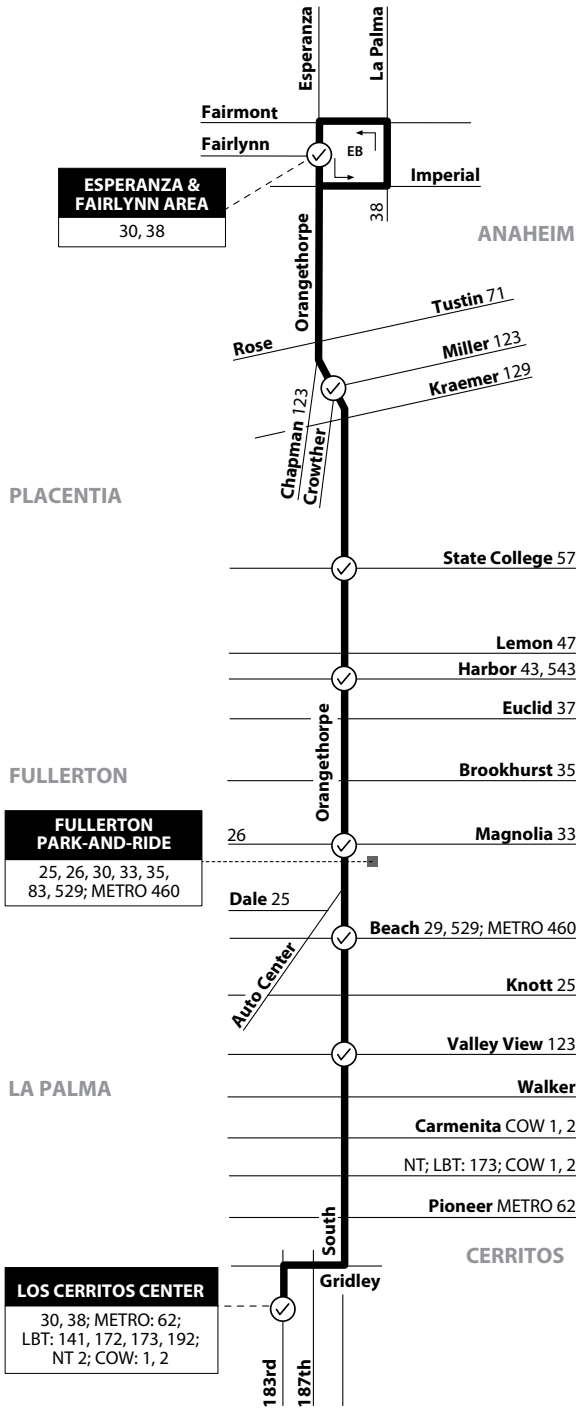 Esperanza
La Palma
Fairmont
Fairlynn
EB
ESPERANZA &
FAIRLYNN AREA
30, 38
Imperial
38
ANAHEIM
Orangethorpe
Tustin 71
Rose
Miller 123
Kraemer 129
Chapman 123
Crowther
PLACENTIA
State College 57
Lemon 47
Harbor 43, 543
Euclid 37
Orangethorpe
FULLERTON
Brookhurst 35
FULLERTON
PARK-AND-RIDE
25, 26, 30, 33, 35,
83, 529; METRO 460
26
Magnolia 33
Dale 25
Beach 29, 529; METRO 460
Auto Center
Knott 25
Valley View 123
LA PALMA
Walker
Carmenita COW 1, 2
NT; LBT: 173; COW 1, 2
Pioneer METRO 62
South
CERRITOS
Gridley
LOS CERRITOS CENTER
30, 38; METRO: 62;
LBT: 141, 172, 173, 192;
NT 2; COW: 1, 2
183rd
187th